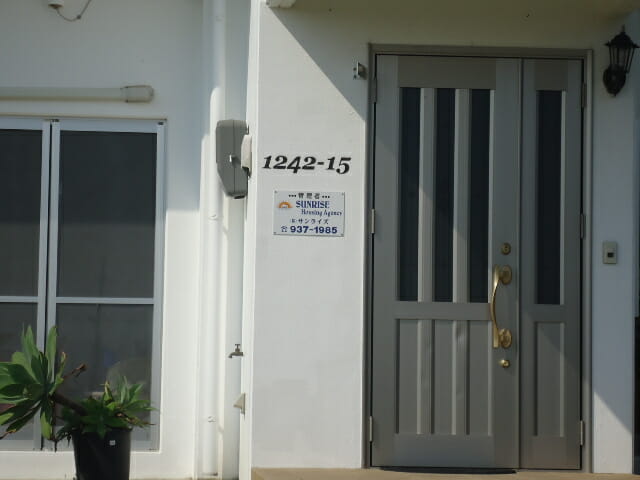 1242-15
•••管理者•••
SUNRISE
Housing Agency
(有)サンライズ
☎937-1985